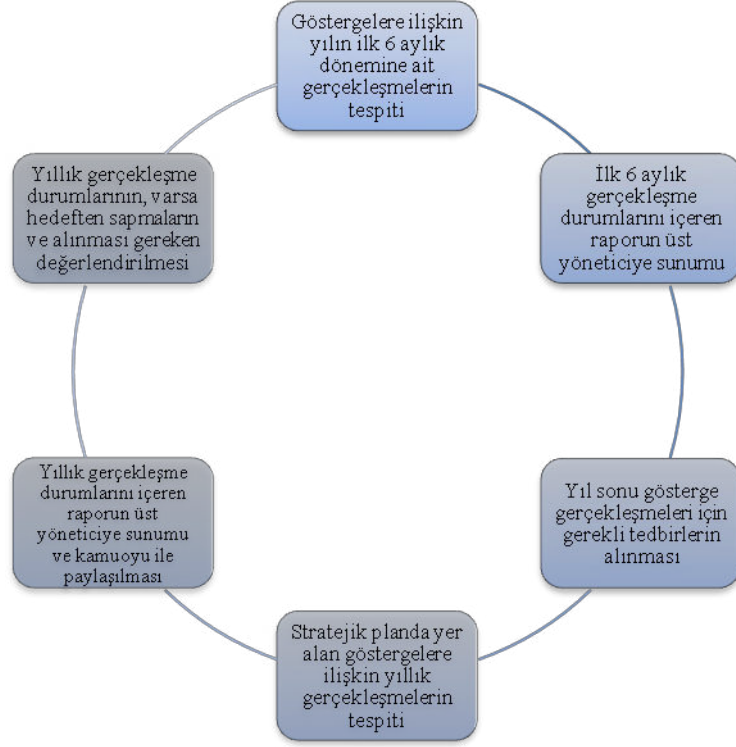 Göstergelere ilişkin
yılın ilk 6 aylık
dönemine ait
gerçekleşmelerin
tespiti
İlk 6 aylık
gerçekleşme
durumlarını içeren
raporun üst
yöneticiye sunumu
Yıl sonu gösterge
gerçekleşmeleri için
gerekli tedbirlerin
alınması
Stratejik planda yer
alan göstergelere
ilişkin yıllık
gerçekleşmelerin
tespiti
Yıllık gerçekleşme
durumlarını içeren
raporun üst
yöneticiye sunumu
ve kamuoyu ile
paylaşılması
Yıllık gerçekleşme
durumlarının, varsa
hedeften sapmaların
ve alınması gereken
değerlendirilmesi